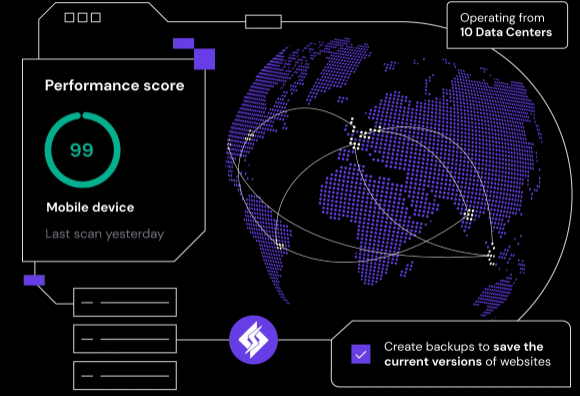 Operating from
10 Data Centers
Performance score
99
Mobile device
Last scan yesterday
Create backups to save the
current versions of websites